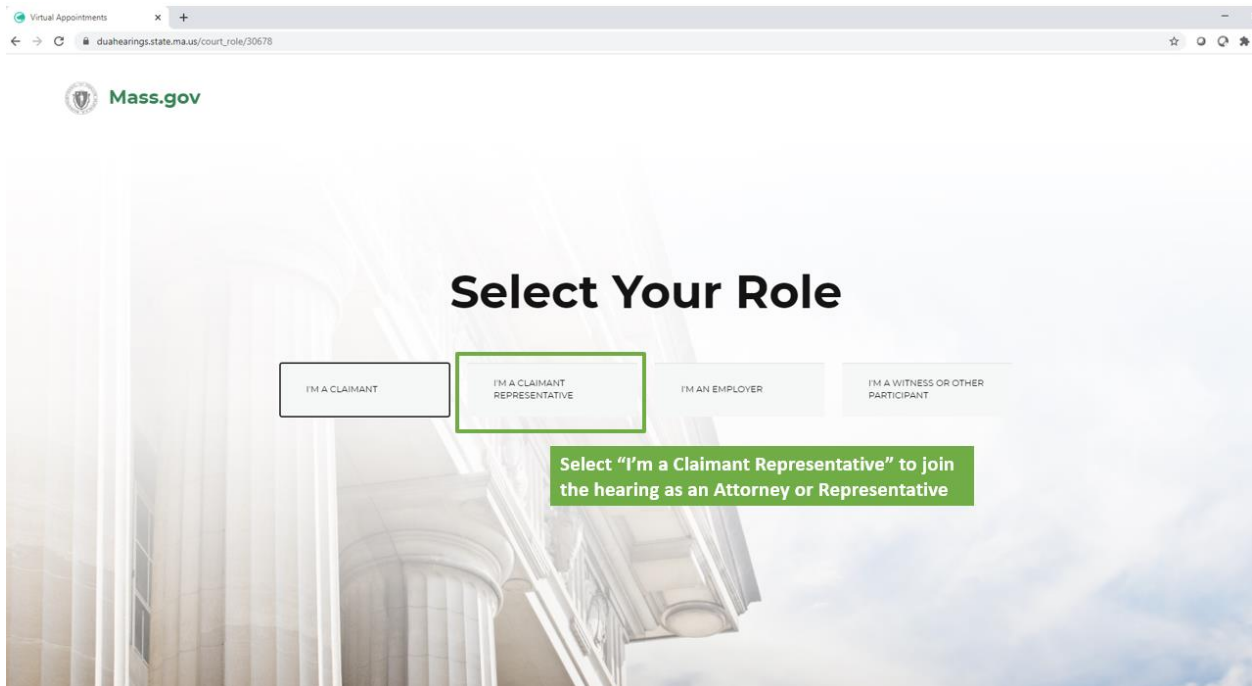 Virtual Appointments
duahearings.state.ma.us/court_role/30678
Mass.gov
Select Your Role
I'M A CLAIMANT
I'M A CLAIMANT
REPRESENTATIVE
I'M AN EMPLOYER
I'M A WITNESS OR OTHER
PARTICIPANT
Select “I’m a Claimant Representative” to join
the hearing as an Attorney or Representative